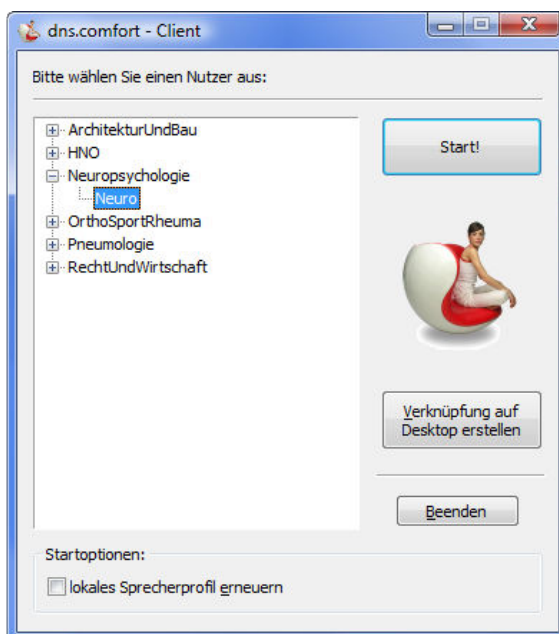 dns.comfort - Client
Bitte wählen Sie einen Nutzer aus:
ArchitekturUndBau
HNO
Neuropsychologie
Neuro
OrthoSportRheuma
Pneumologie
RechtUndWirtschaft
Start!
Verknüpfung auf
Desktop erstellen
Beenden
Startoptionen:
lokales Sprecherprofil erneuern